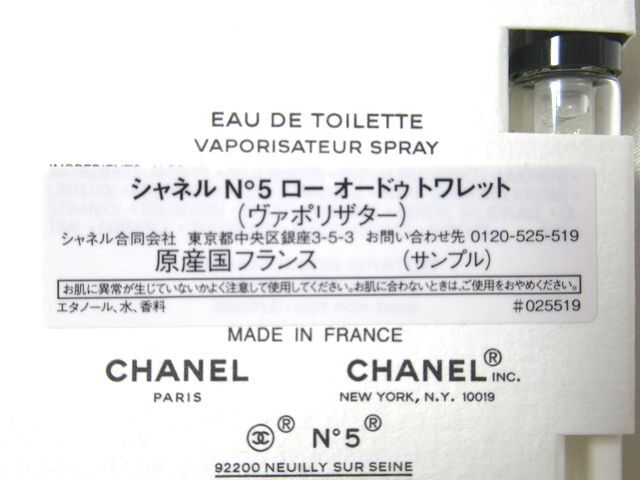 EAU DE TOILETTE
VAPORISATEUR SPRAY
シャネル N°5 ロー オードゥ トワレット
(ヴァポリザター)
シャネル合同会社 東京都中央区銀座3-5-3 お問い合わせ先 0120-525-519
原産国フランス (サンプル)
お肌に異常が生じていないかよく注意して使用してください。お肌に合わないときは、ご使用をおやめください。
エタノール、水、香料 #025519
MADE IN FRANCE
CHANEL CHANEL® INC.
PARIS NEW YORK, N.Y. 10019
® N°5®
92200 NEUILLY SUR SEINE